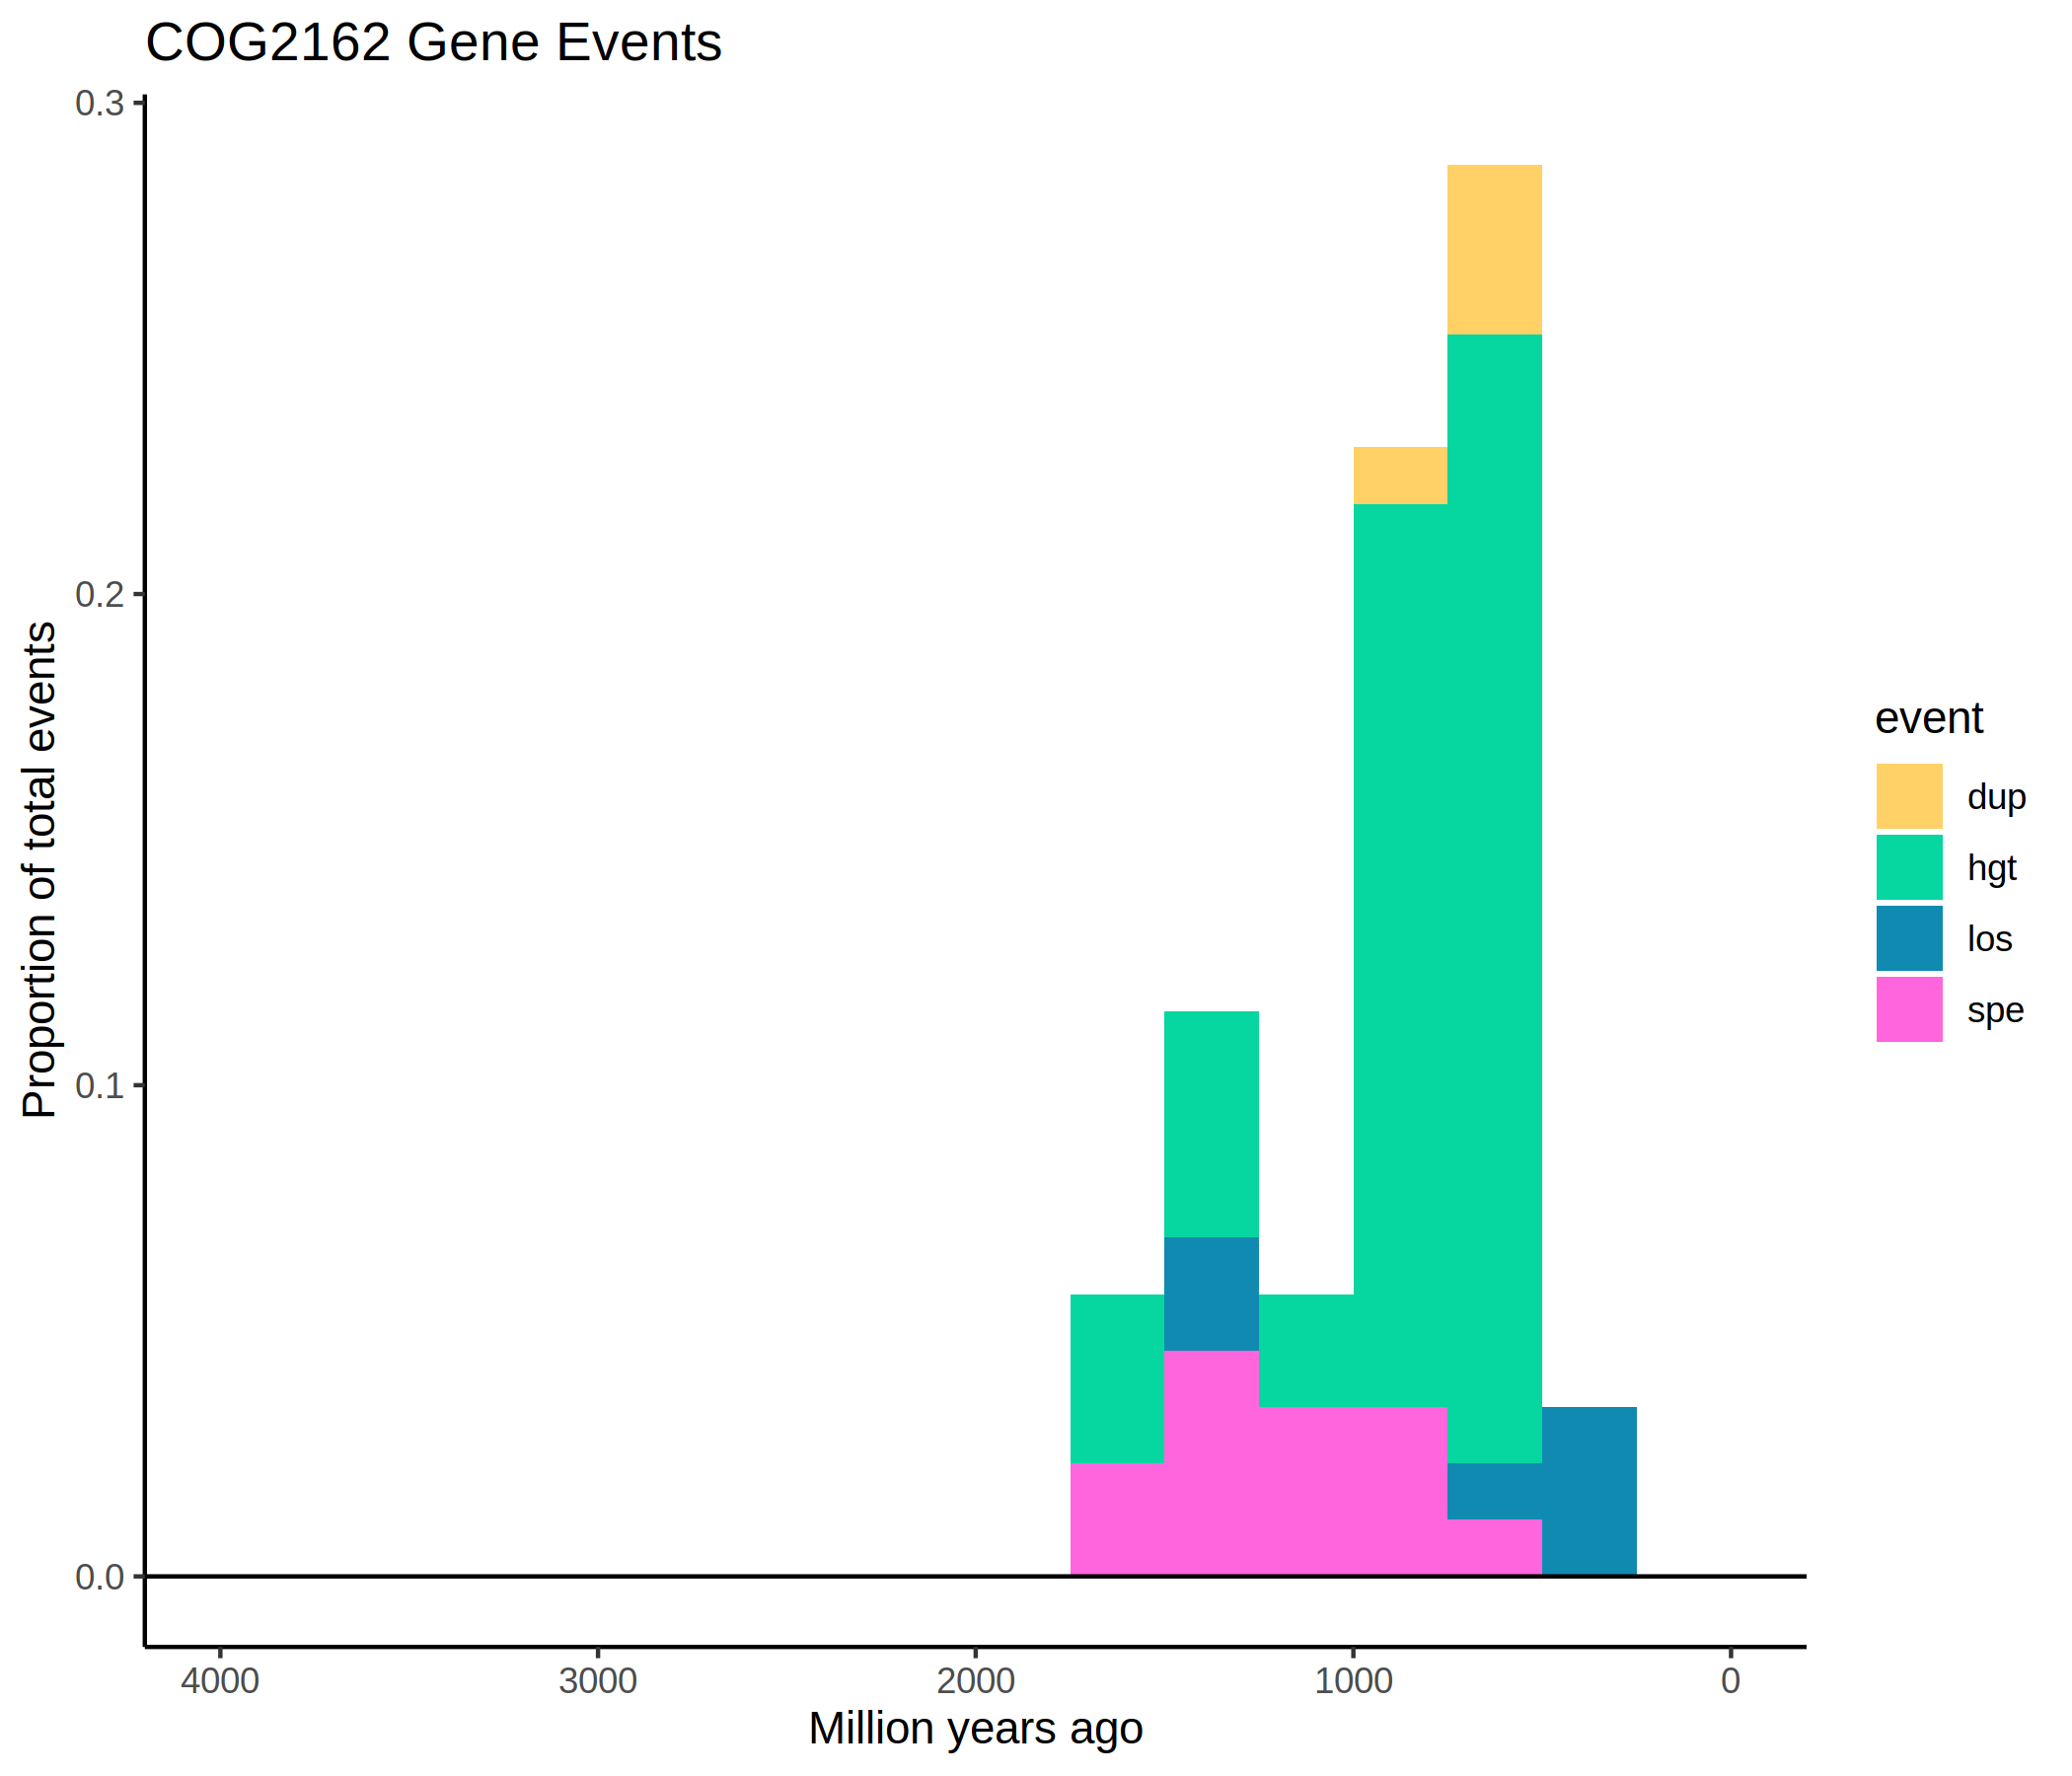 COG2162 Gene Events
0.3
0.2
0.1
0.0
Proportion of total events
4000 3000 2000 1000 0
Million years ago
event
dup
hgt
los
spe